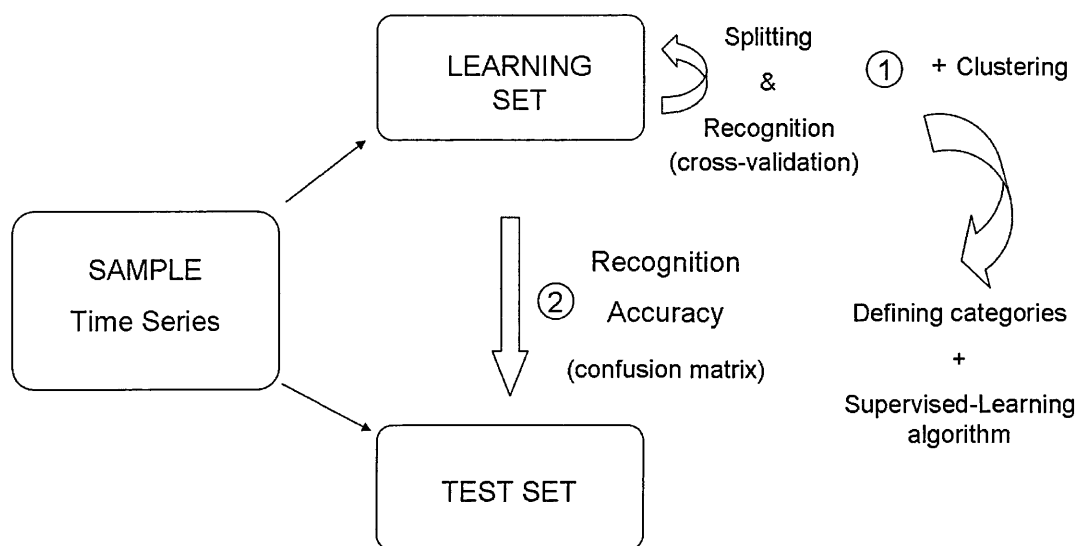 LEARNING
SET
Splitting
&
Recognition
(cross-validation)
1
+ Clustering
SAMPLE
Time Series
2
Recognition
Accuracy
(confusion matrix)
Defining categories
+
Supervised-Learning
algorithm
TEST SET